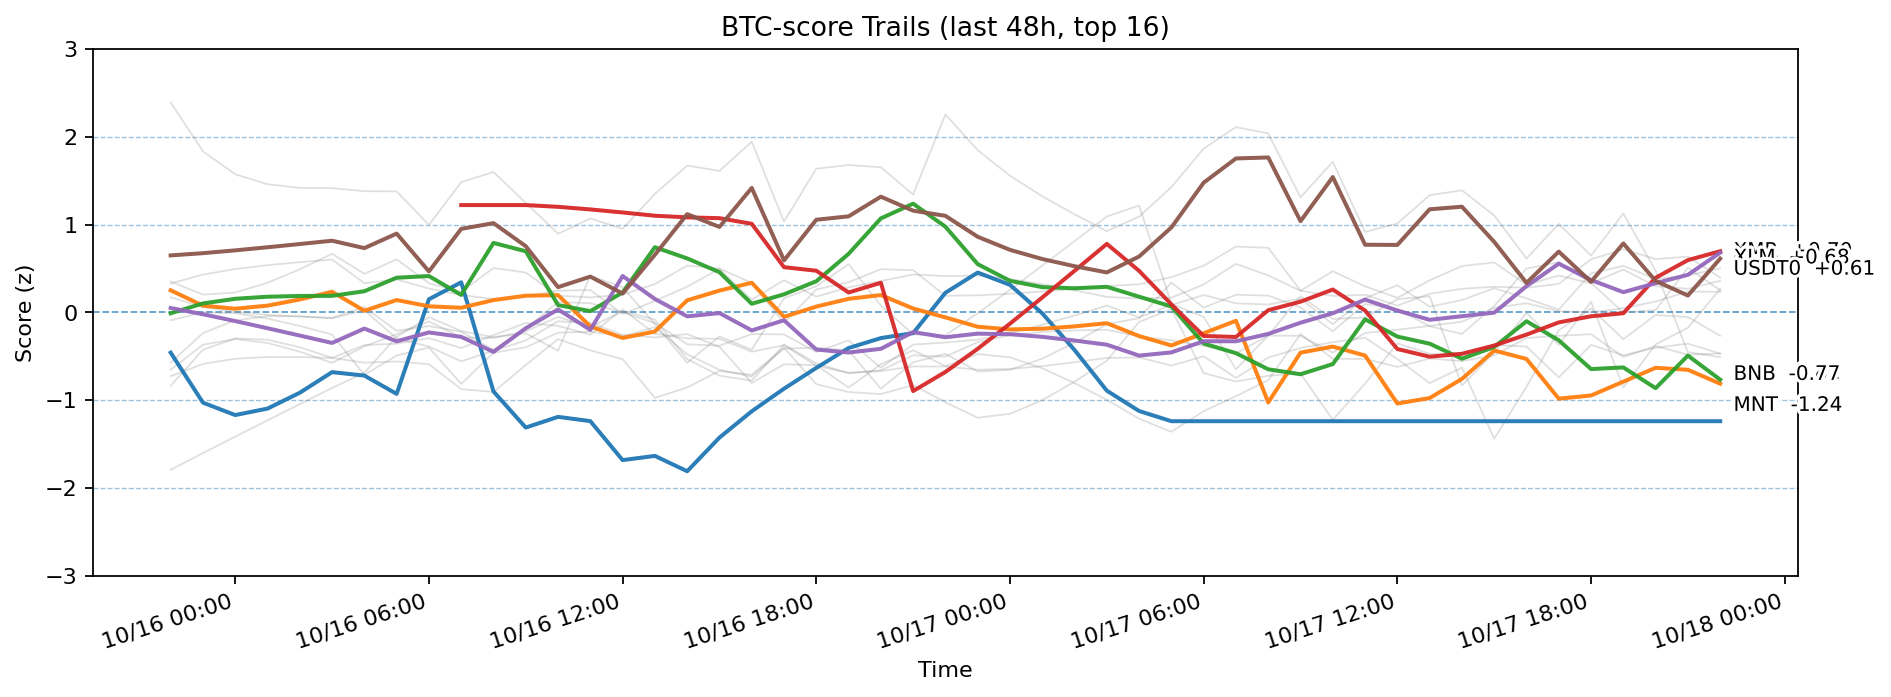 BTC-score Trails (last 48h, top 16)
Score (z)
3
2
1
0
−1
−2
−3
USDT0 +0.61
BNB -0.77
MNT -1.24
10/16 00:00
10/16 06:00
10/16 12:00
10/16 18:00
10/17 00:00
10/17 06:00
10/17 12:00
10/17 18:00
10/18 00:00
Time